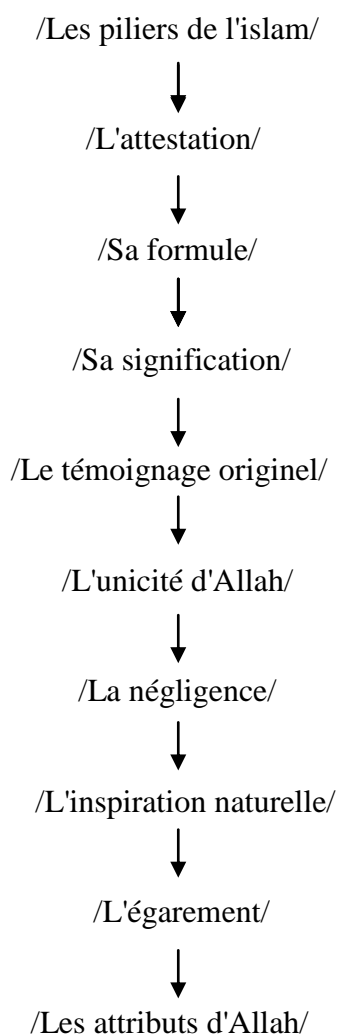 /Les piliers de l'islam/
/L'attestation/
/Sa formule/
/Sa signification/
/Le témoignage originel/
/L'unicité d'Allah/
/La négligence/
/L'inspiration naturelle/
/L'égarement/
/Les attributs d'Allah/